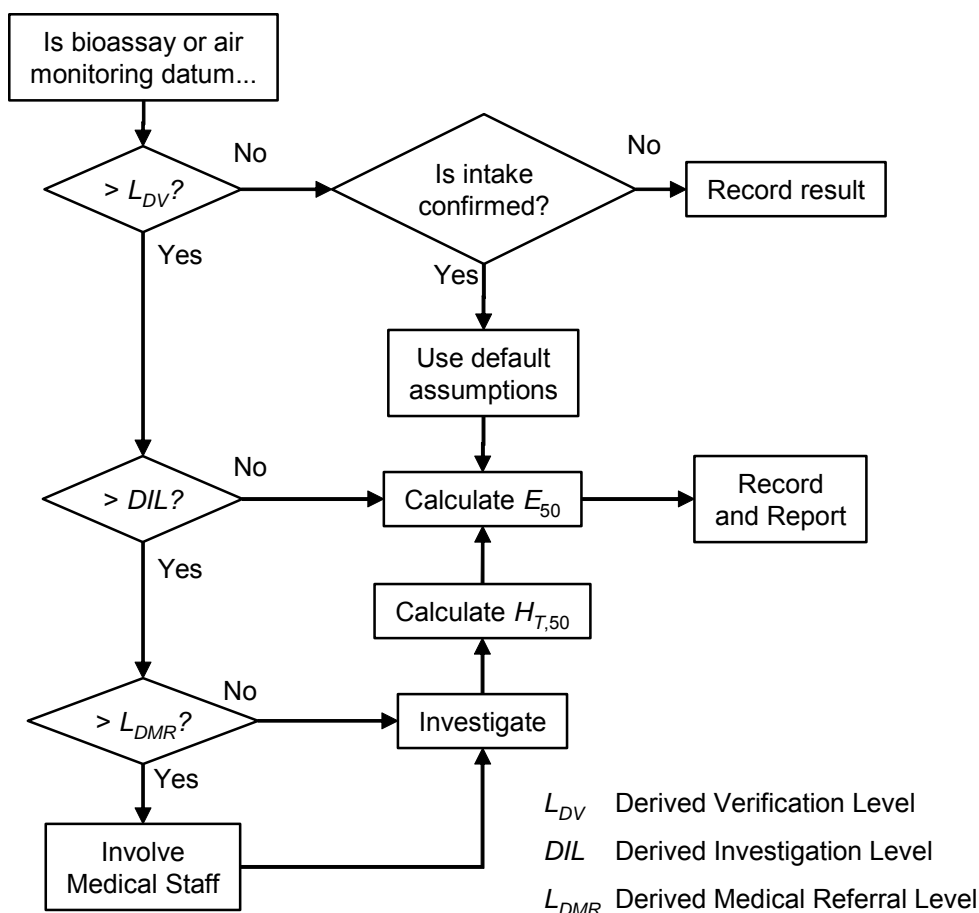 Is bioassay or air
monitoring datum...
> L_DV?
No
Yes
Is intake
confirmed?
No
Record result
Yes
Use default
assumptions
> DIL?
No
Yes
Calculate E_50
Record
and Report
Calculate H_T,50
> L_DMR?
No
Yes
Investigate
Involve
Medical Staff
L_DV Derived Verification Level
DIL Derived Investigation Level
L_DMR Derived Medical Referral Level